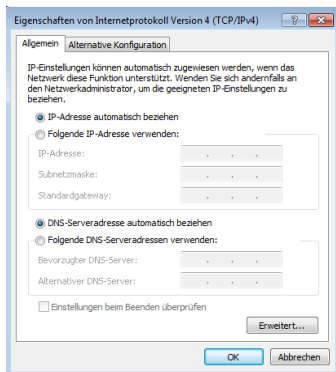 Eigenschaften von Internetprotokoll Version 4 (TCP/IPv4)
Allgemein
Alternative Konfiguration
IP-Einstellungen können automatisch zugewiesen werden, wenn das
Netzwerk diese Funktion unterstützt. Wenden Sie sich andernfalls an
den Netzwerkadministrator, um die geeigneten IP-Einstellungen zu
beziehen.
IP-Adresse automatisch beziehen
Folgende IP-Adresse verwenden:
IP-Adresse:
Subnetzmaske:
Standardgateway:
DNS-Serveradresse automatisch beziehen
Folgende DNS-Serveradressen verwenden:
Bevorzugter DNS-Server:
Alternativer DNS-Server:
Einstellungen beim Beenden überprüfen
Erweitert...
OK
Abbrechen